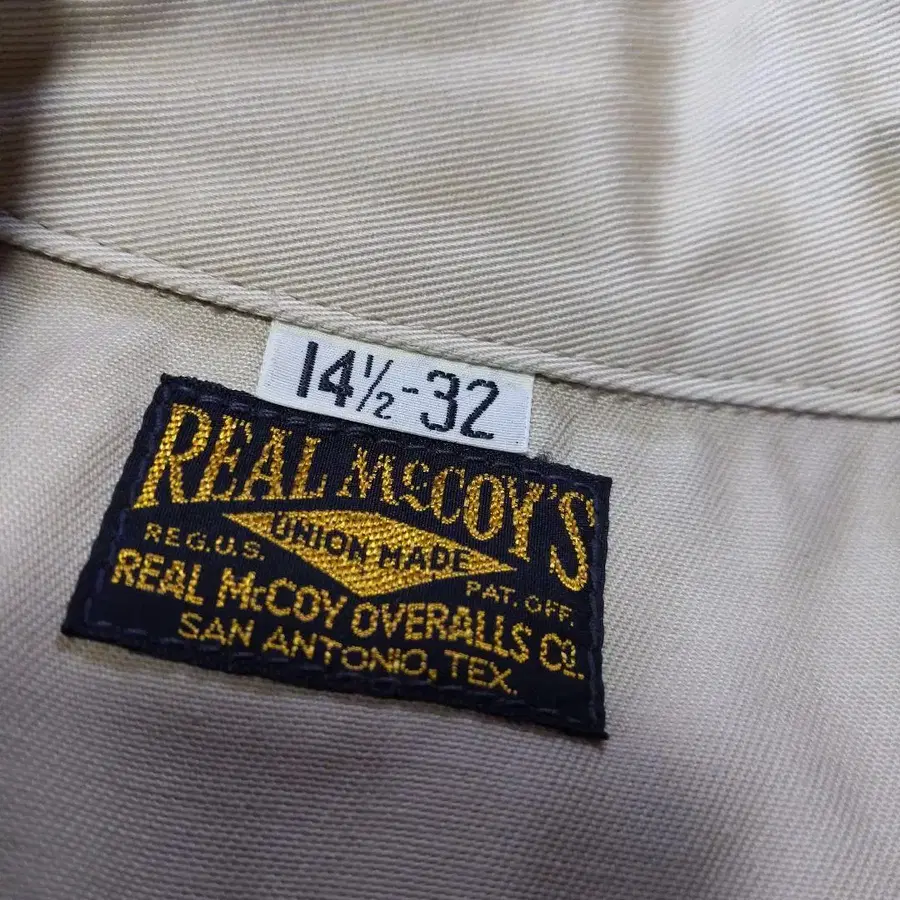 14½-32
REAL McCOY'S
UNION MADE
REG.U.S. PAT. OFF.
REAL McCOY OVERALLS Co.
SAN ANTONIO, TEX.